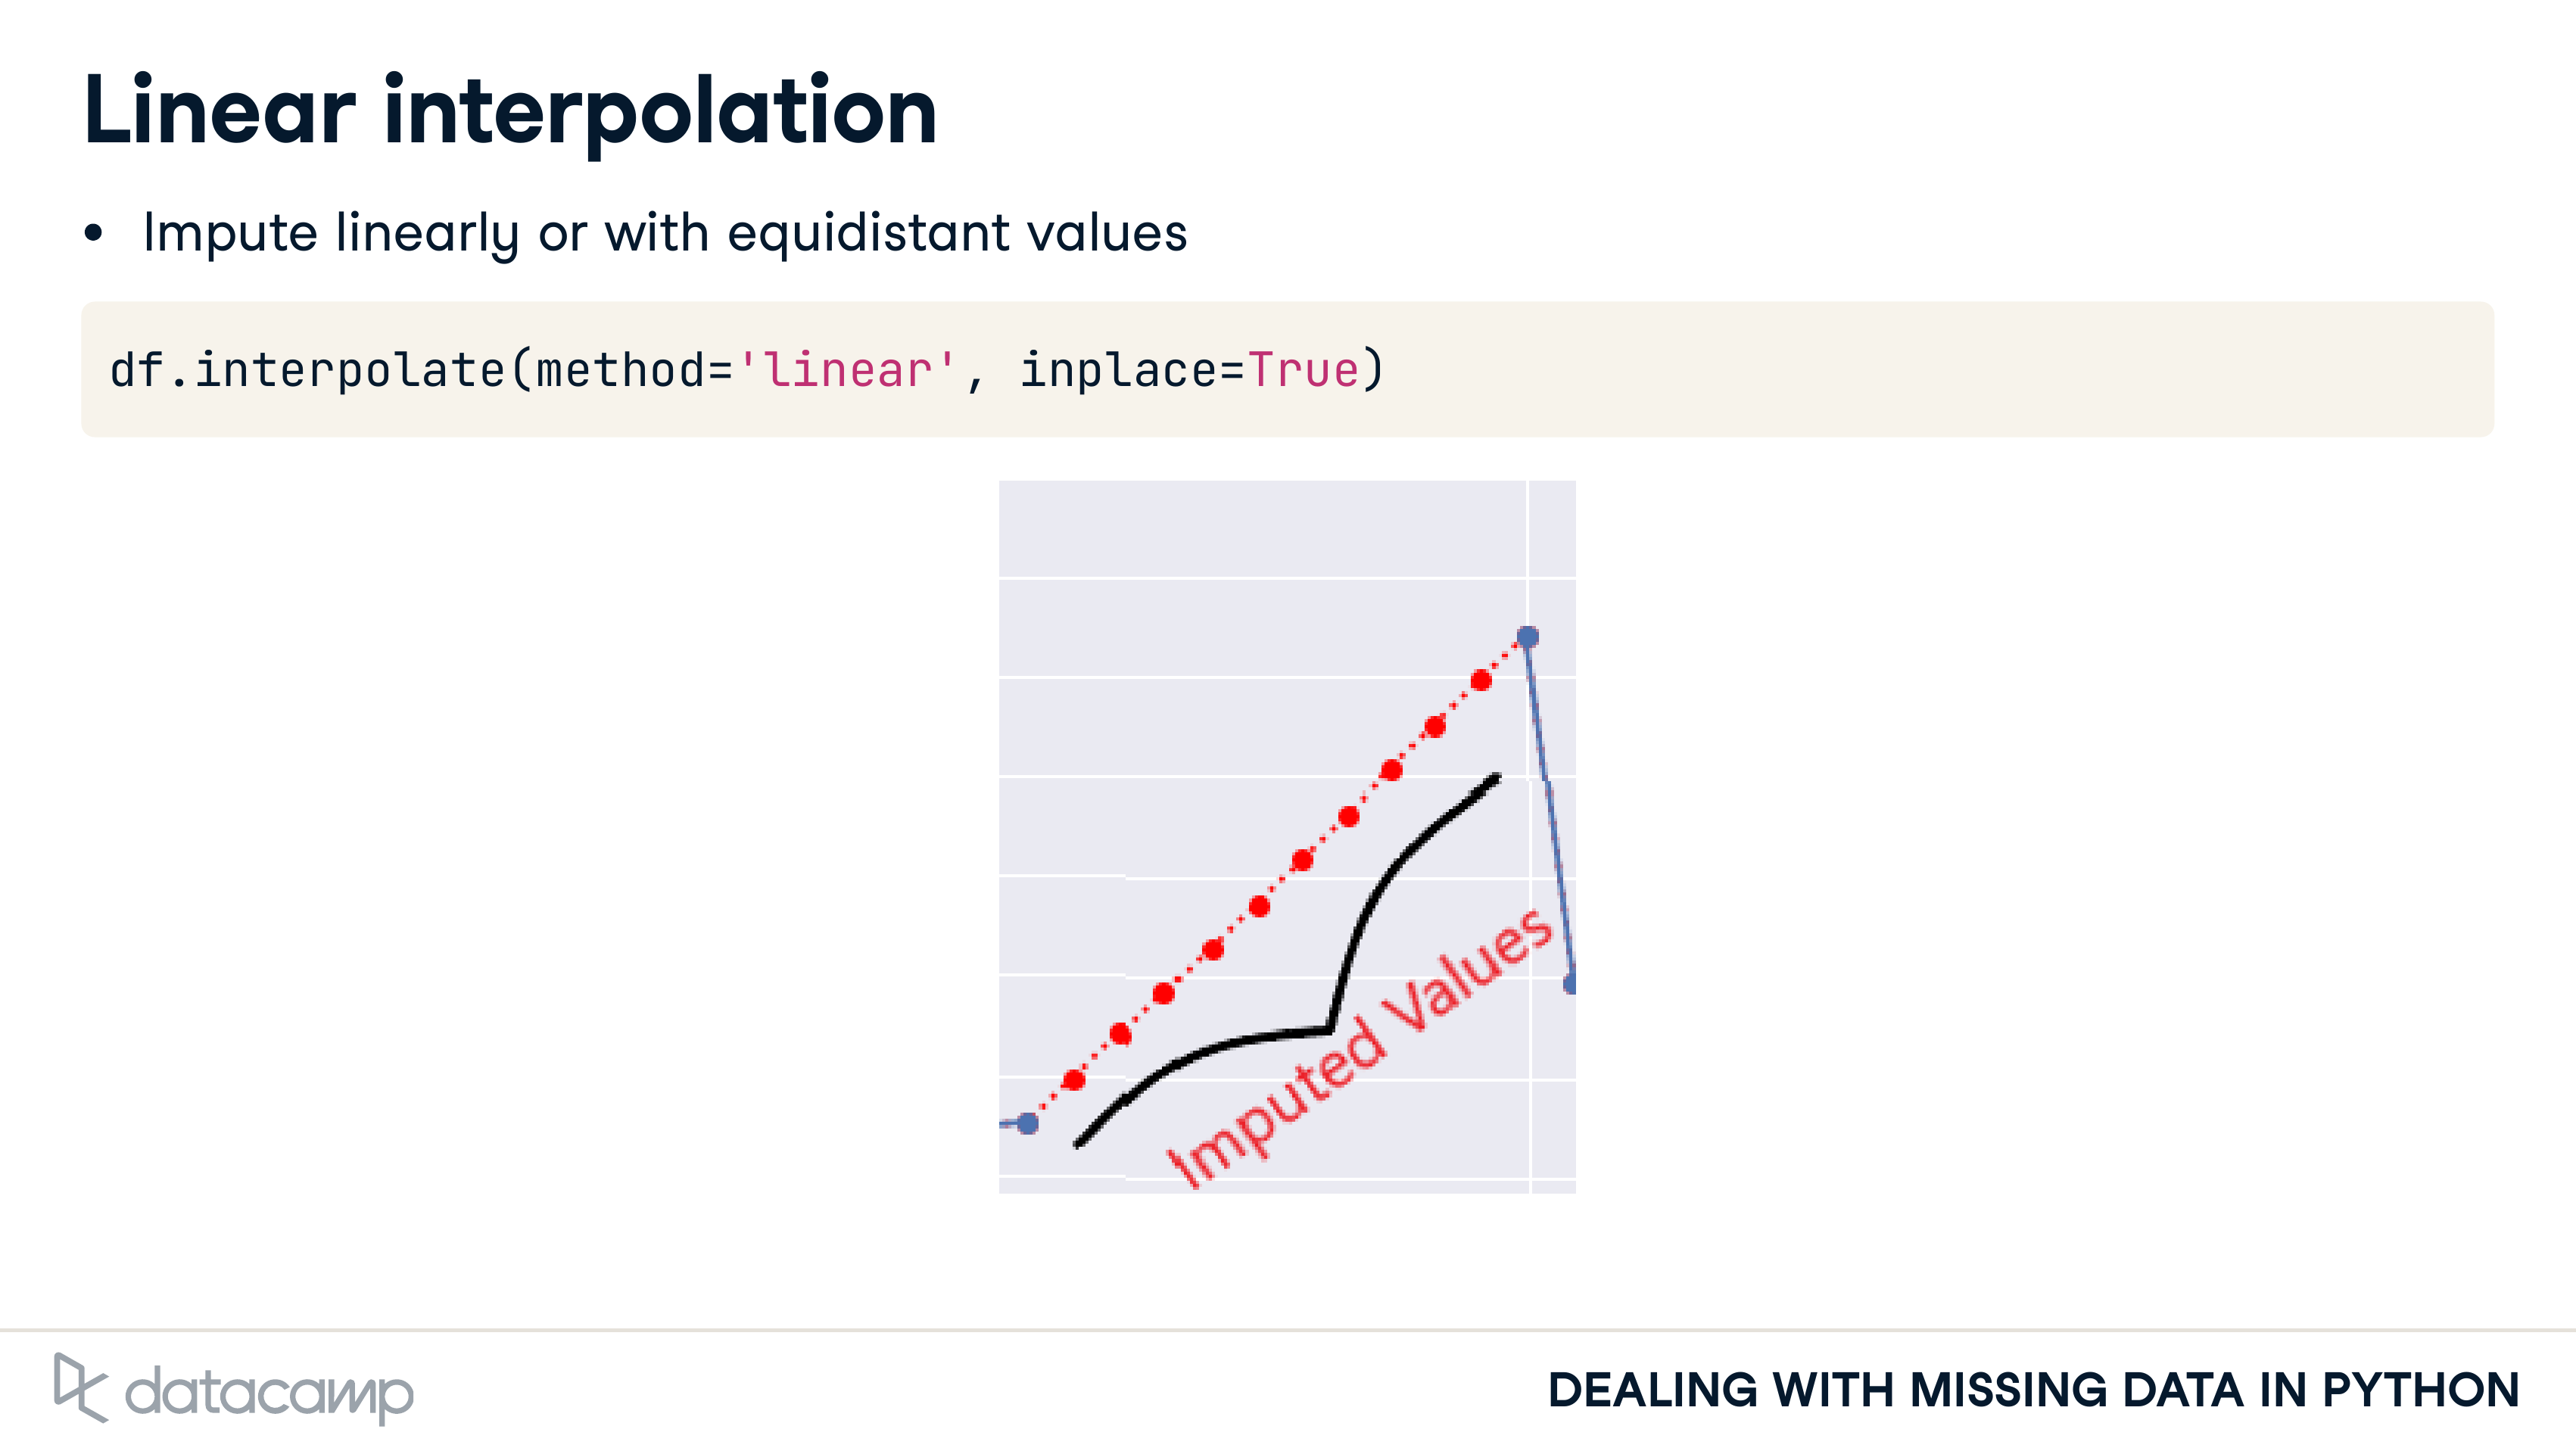 Linear interpolation
• Impute linearly or with equidistant values
df.interpolate(method='linear', inplace=True)
Imputed Values
datacamp
DEALING WITH MISSING DATA IN PYTHON